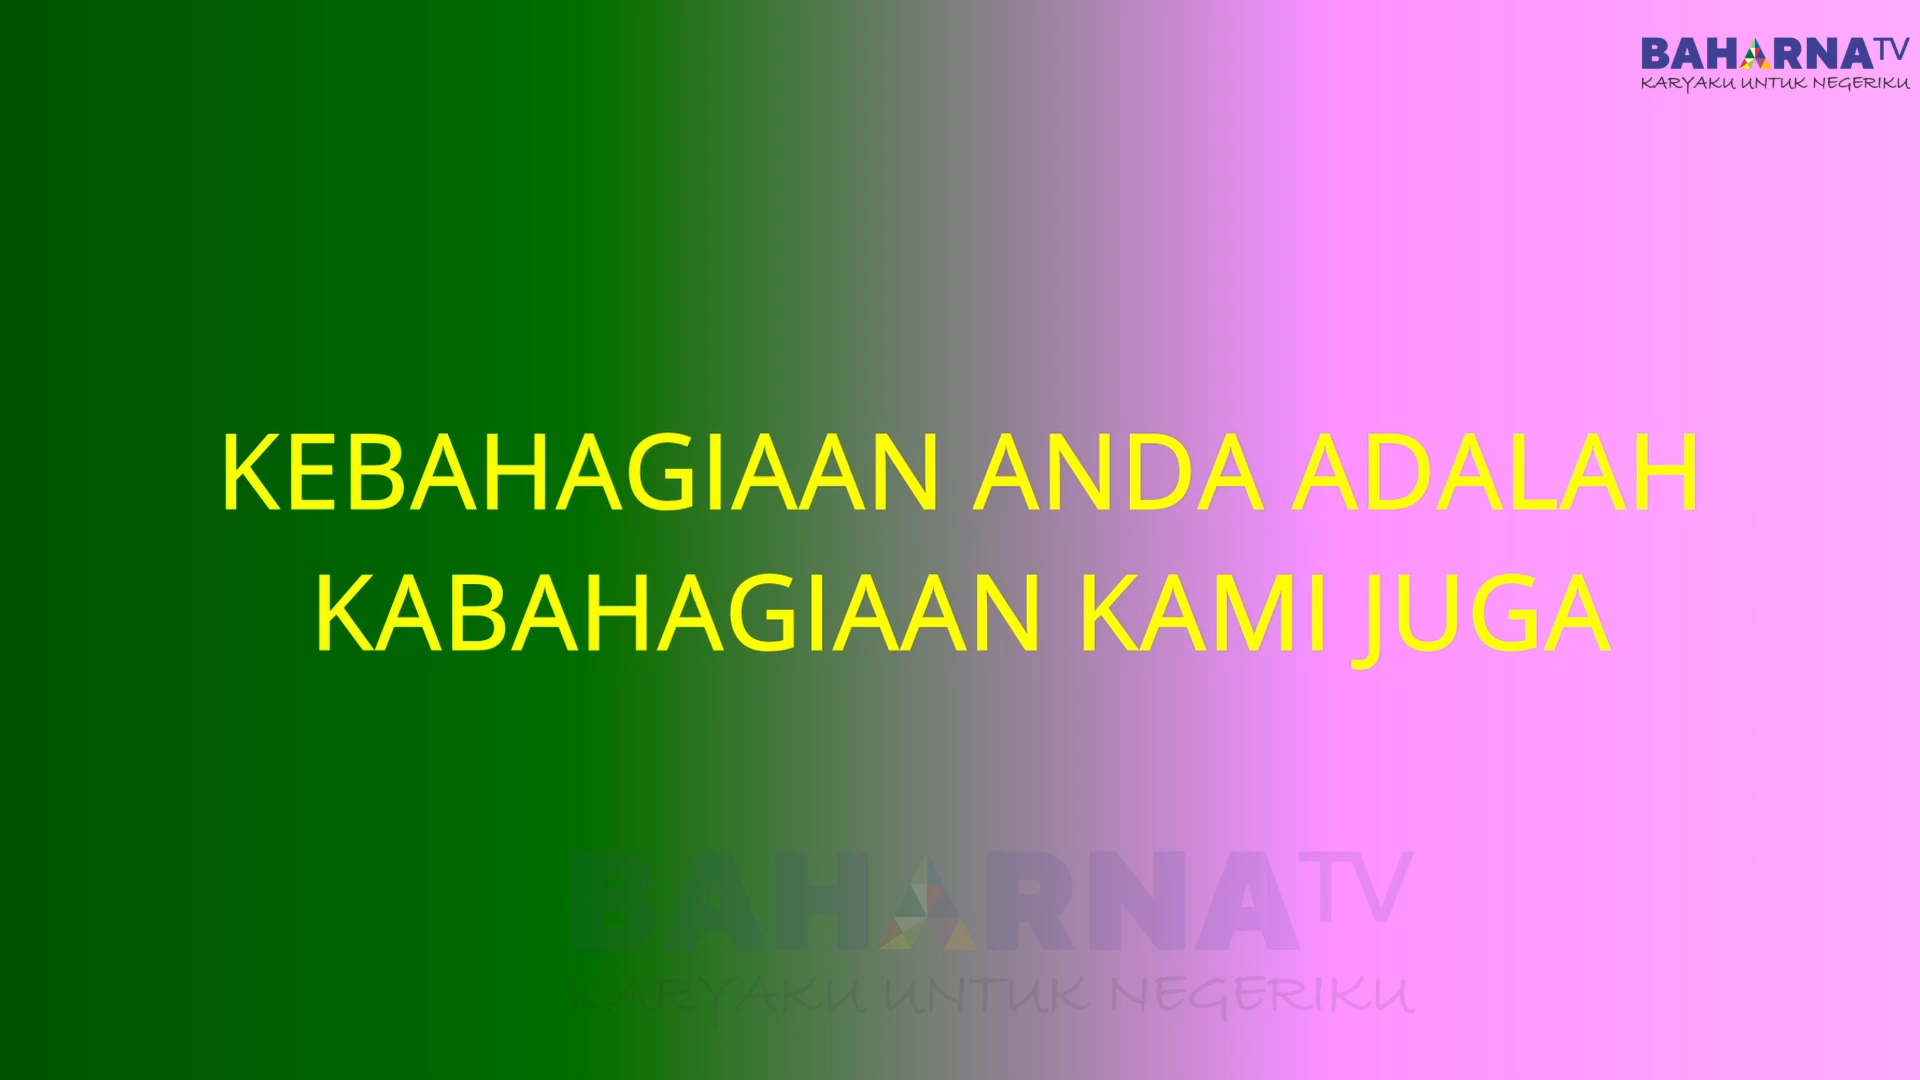 BAHARNATV
KARYAKU UNTUK NEGERIKU
KEBAHAGIAAN ANDA ADALAH
KABAHAGIAAN KAMI JUGA
BAHARNATV
KARYAKU UNTUK NEGERIKU